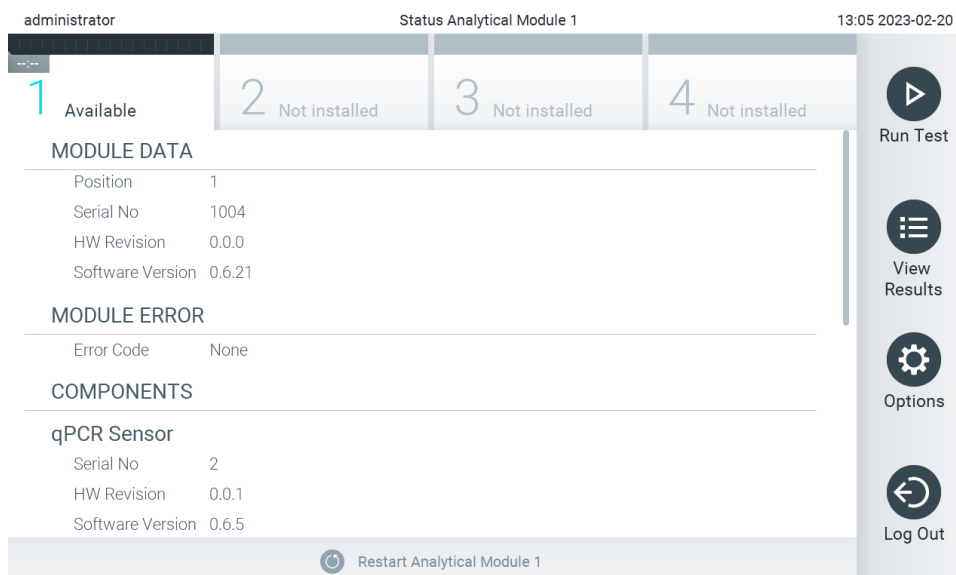 administrator Status Analytical Module 1 13:05 2023-02-20
--:--
1 Available
2 Not installed
3 Not installed
4 Not installed
MODULE DATA
Position 1
Serial No 1004
HW Revision 0.0.0
Software Version 0.6.21
MODULE ERROR
Error Code None
COMPONENTS
qPCR Sensor
Serial No 2
HW Revision 0.0.1
Software Version 0.6.5
Restart Analytical Module 1
Run Test
View
Results
Options
Log Out